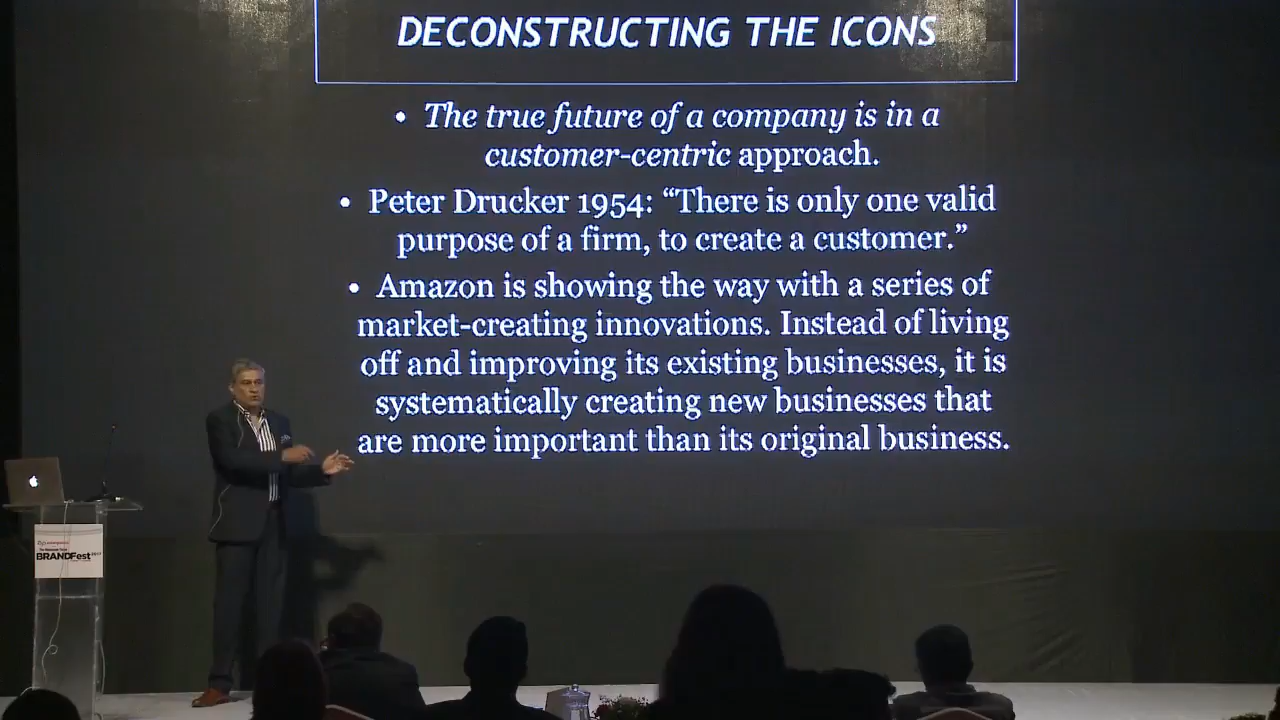 DECONSTRUCTING THE ICONS
• The true future of a company is in a
customer-centric approach.
• Peter Drucker 1954: “There is only one valid
purpose of a firm, to create a customer.”
• Amazon is showing the way with a series of
market-creating innovations. Instead of living
off and improving its existing businesses, it is
systematically creating new businesses that
are more important than its original business.
BRANDFest